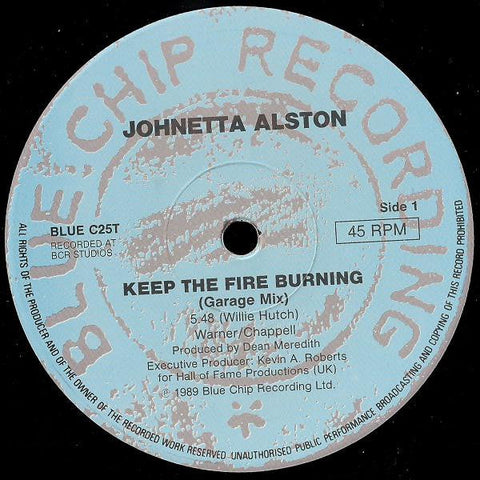 BLUE CHIP RECORDING
JOHNETTA ALSTON
BLUE C25T
RECORDED AT
BCR STUDIOS
Side 1
45 RPM
KEEP THE FIRE BURNING
(Garage Mix)
5.48 (Willie Hutch)
Warner/Chappell
Produced by Dean Meredith
Executive Producer: Kevin A. Roberts
for Hall of Fame Productions (UK)
℗ 1989 Blue Chip Recording Ltd.
ALL RIGHTS OF THE PRODUCER AND OF THE OWNER OF THE RECORDED WORK RESERVED UNAUTHORISED PUBLIC PERFORMANCE BROADCASTING AND COPYING OF THIS RECORD PROHIBITED